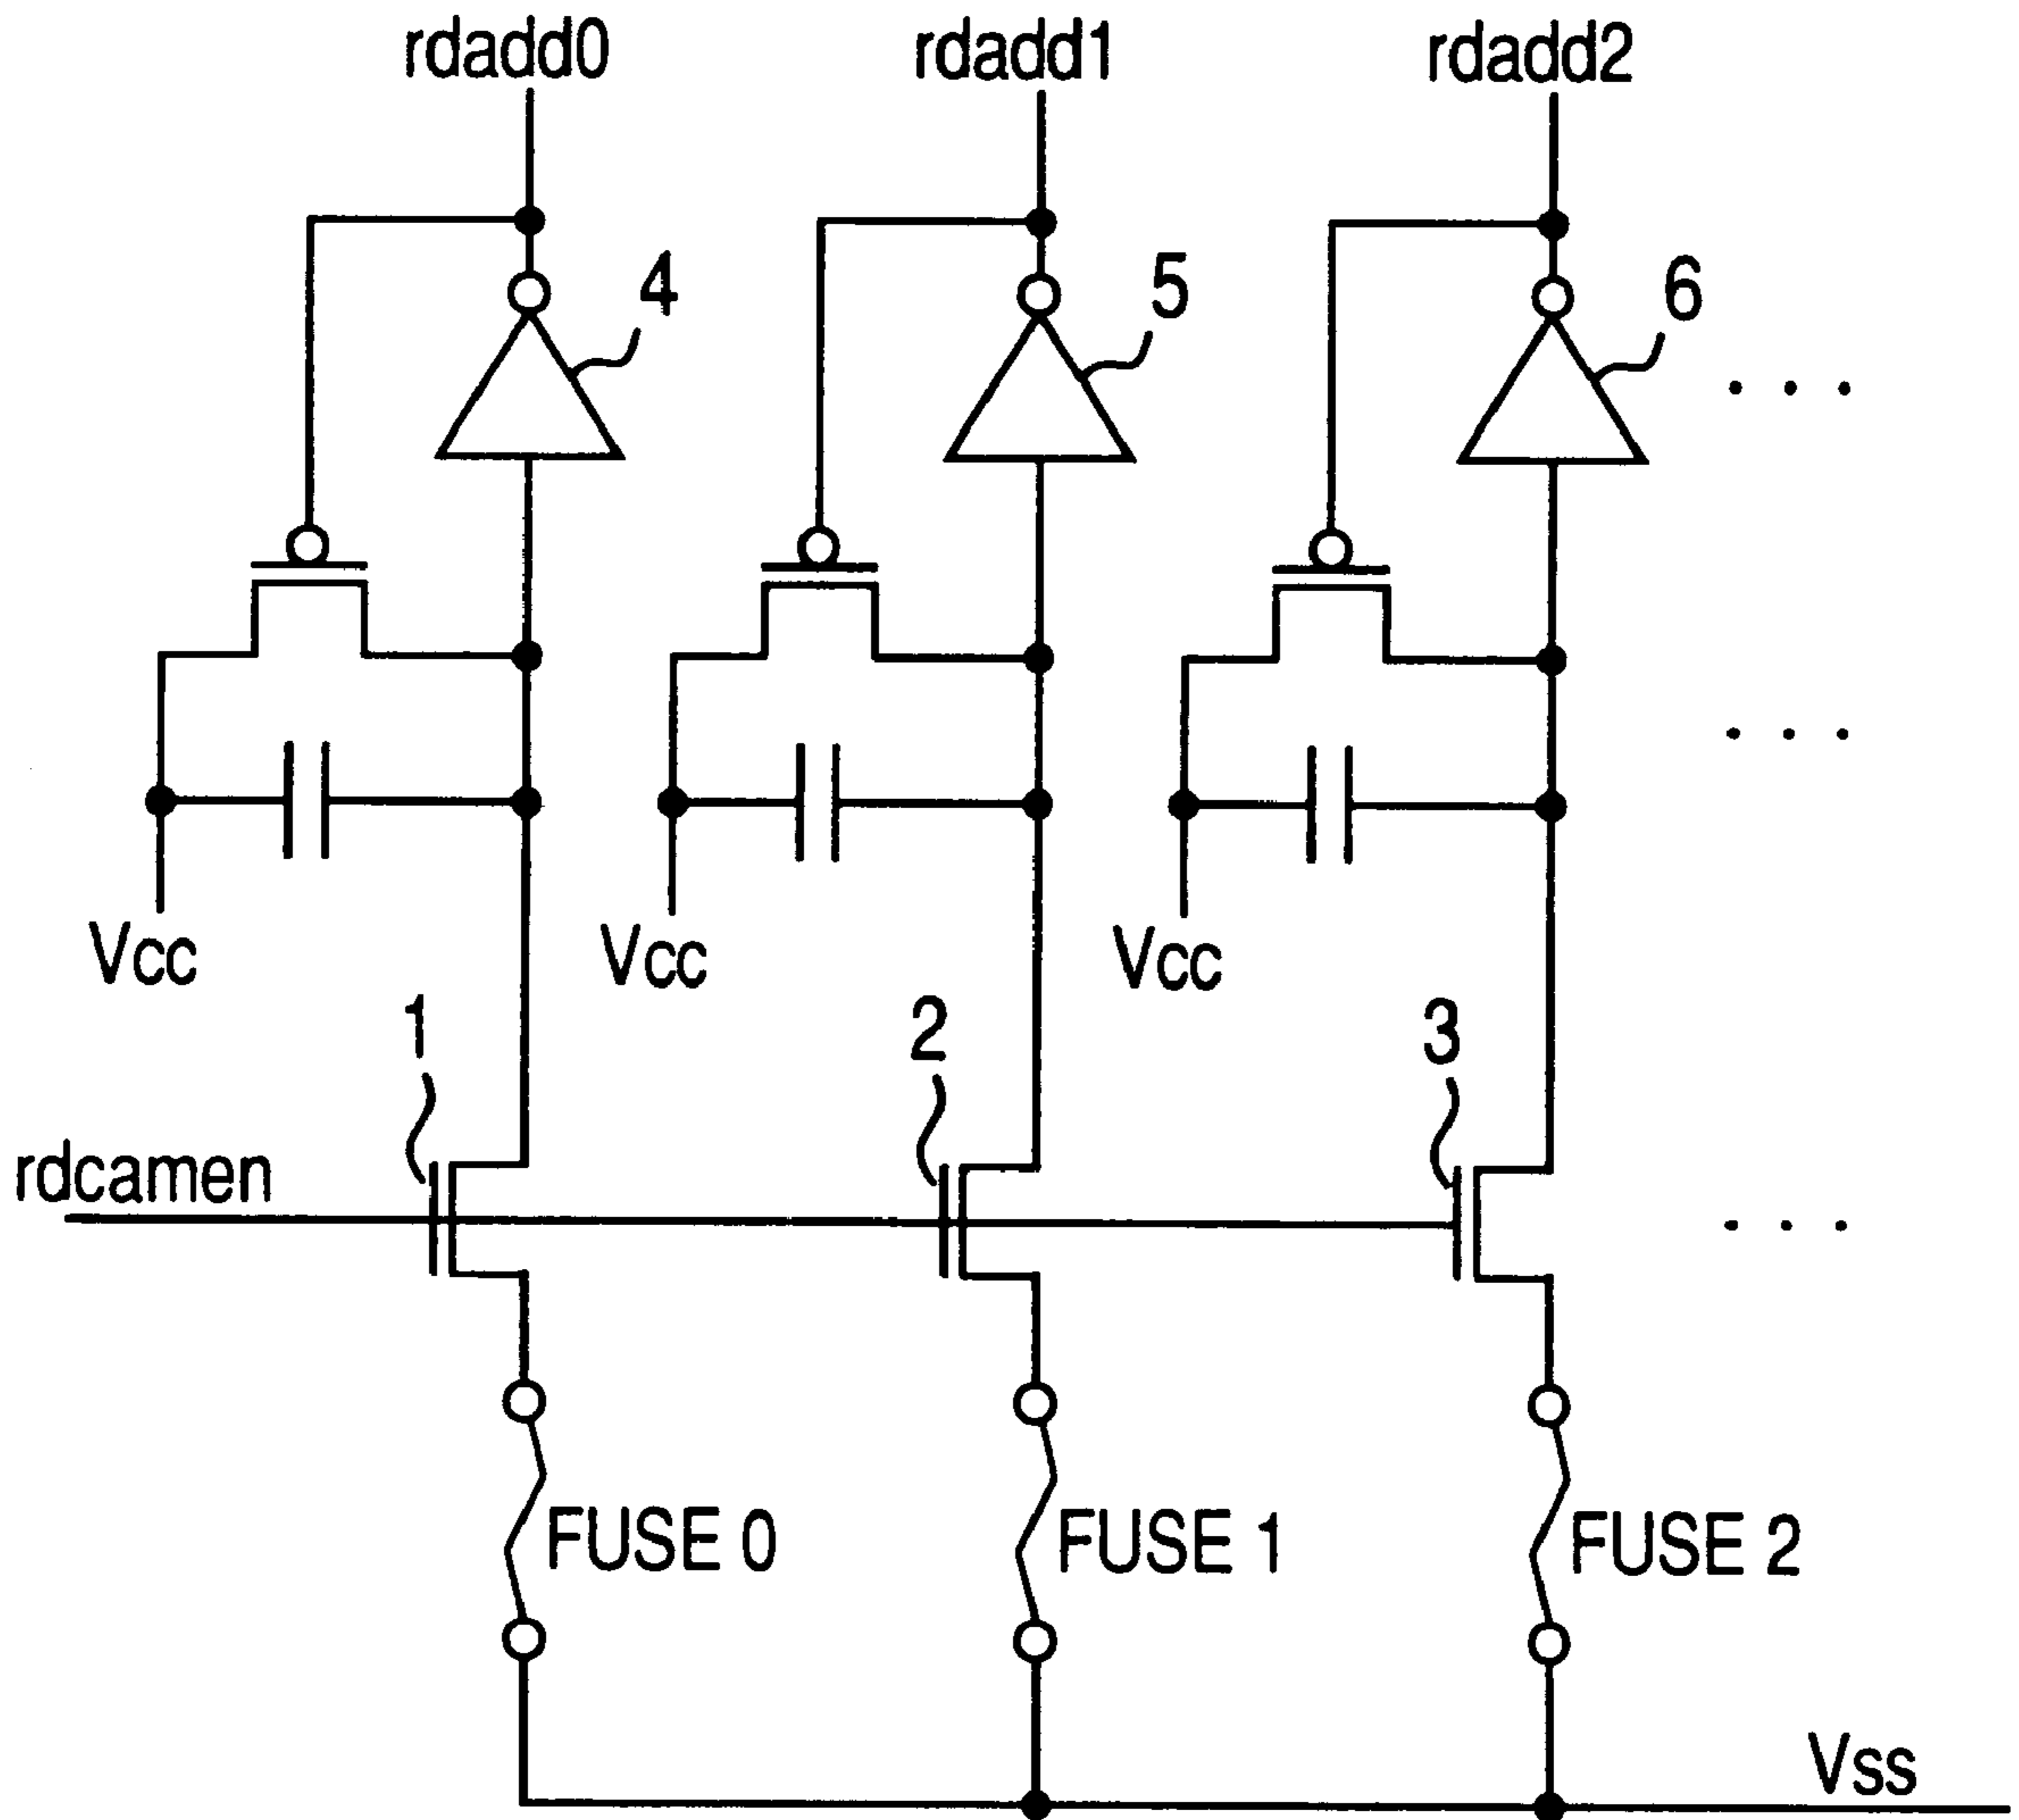 rdadd0 rdadd1 rdadd2
4 5 6
. . .
. . .
Vcc Vcc Vcc
1 2 3
rdcamen
. . .
FUSE 0 FUSE 1 FUSE 2
Vss